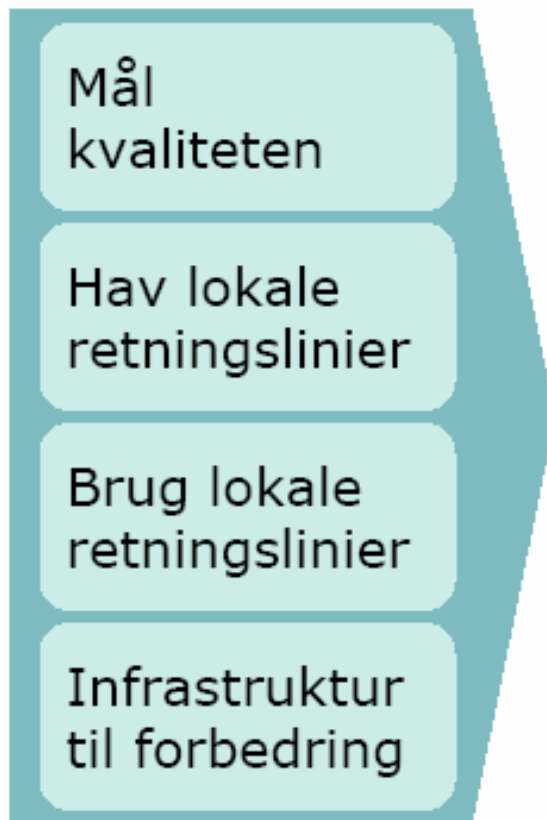 Mål
kvaliteten
Hav lokale
retningslinier
Brug lokale
retningslinier
Infrastruktur
til forbedring